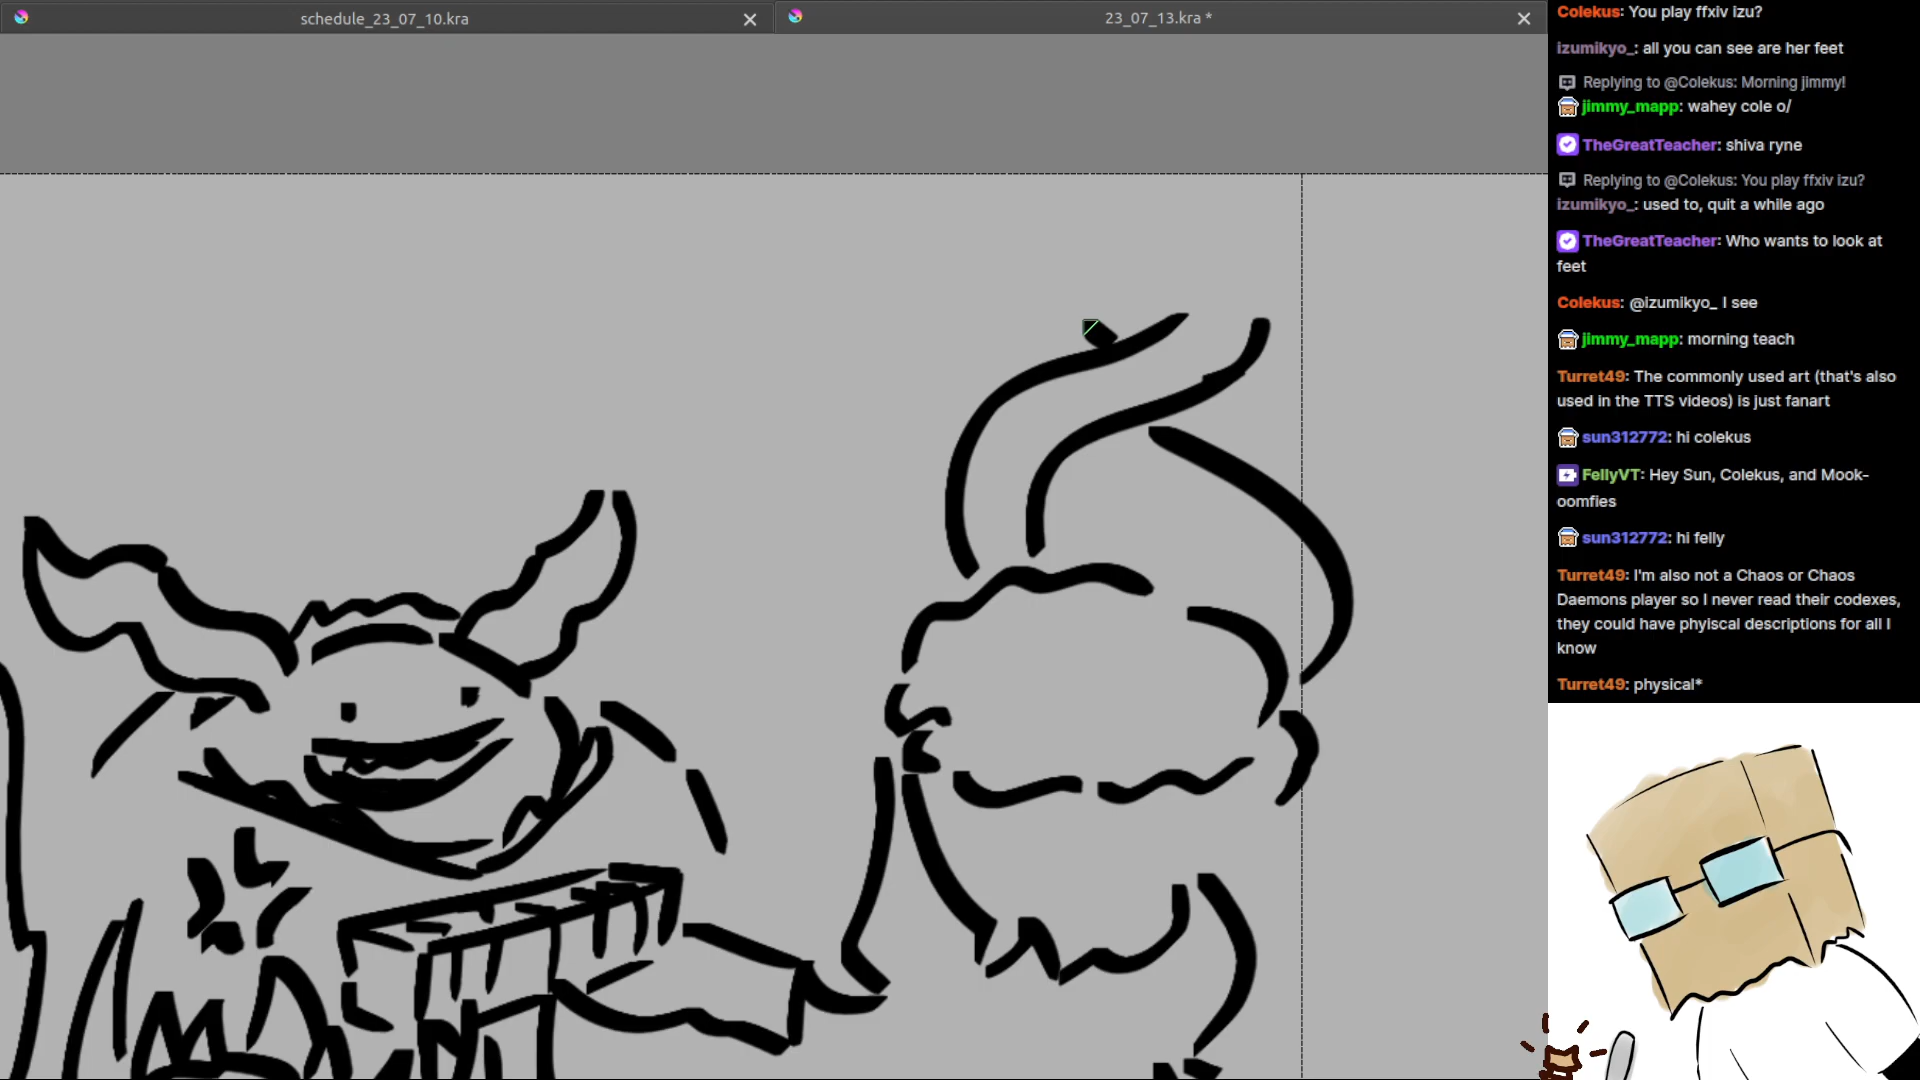 schedule_23_07_10.kra
23_07_13.kra *
Colekus: You play ffxiv izu?
izumikyo_: all you can see are her feet
Replying to @Colekus: Morning jimmy!
jimmy_mapp: wahey cole o/
TheGreatTeacher: shiva ryne
Replying to @Colekus: You play ffxiv izu?
izumikyo_: used to, quit a while ago
TheGreatTeacher: Who wants to look at
feet
Colekus: @izumikyo_ I see
jimmy_mapp: morning teach
Turret49: The commonly used art (that's also
used in the TTS videos) is just fanart
sun312772: hi colekus
FellyVT: Hey Sun, Colekus, and Mook-
oomfies
sun312772: hi felly
Turret49: I'm also not a Chaos or Chaos
Daemons player so I never read their codexes,
they could have phyiscal descriptions for all I
know
Turret49: physical*